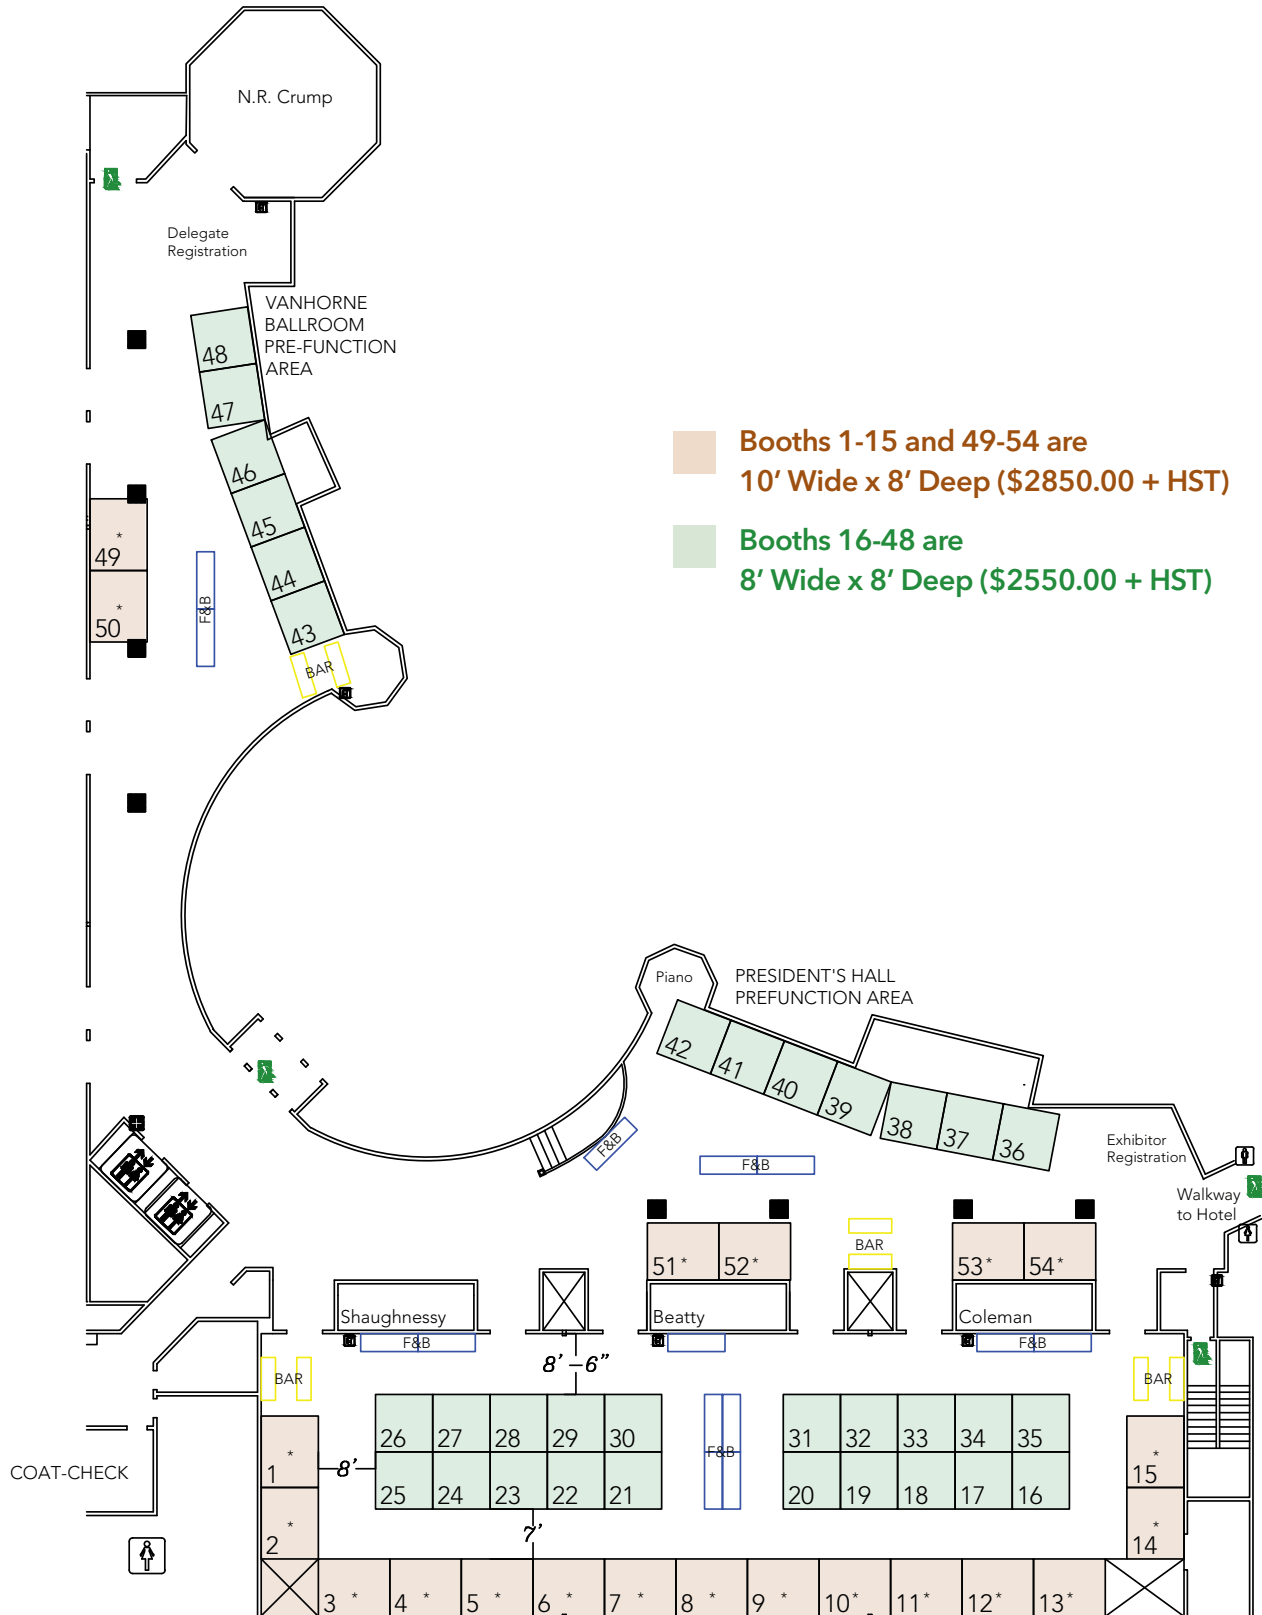 N.R. Crump
Delegate
Registration
VANHORNE
BALLROOM
PRE-FUNCTION
AREA
48
47
46
45
44
43
BAR
*
49
*
50
F&B
Booths 1-15 and 49-54 are
10’ Wide x 8’ Deep ($2850.00 + HST)
Booths 16-48 are
8’ Wide x 8’ Deep ($2550.00 + HST)
Piano
PRESIDENT'S HALL
PREFUNCTION AREA
42
41
40
39
38
37
36
F&B
F&B
Exhibitor
Registration
Walkway
to Hotel
51*
52*
BAR
53*
54*
Shaughnessy
Beatty
Coleman
F&B
F&B
8’-6”
BAR
BAR
26 27 28 29 30
31 32 33 34 35
F&B
*
1
8’
*
15
COAT-CHECK
25 24 23 22 21
20 19 18 17 16
7’
*
2
*
14
3 * 4 * 5 * 6 * 7 * 8 * 9 * 10* 11* 12* 13*